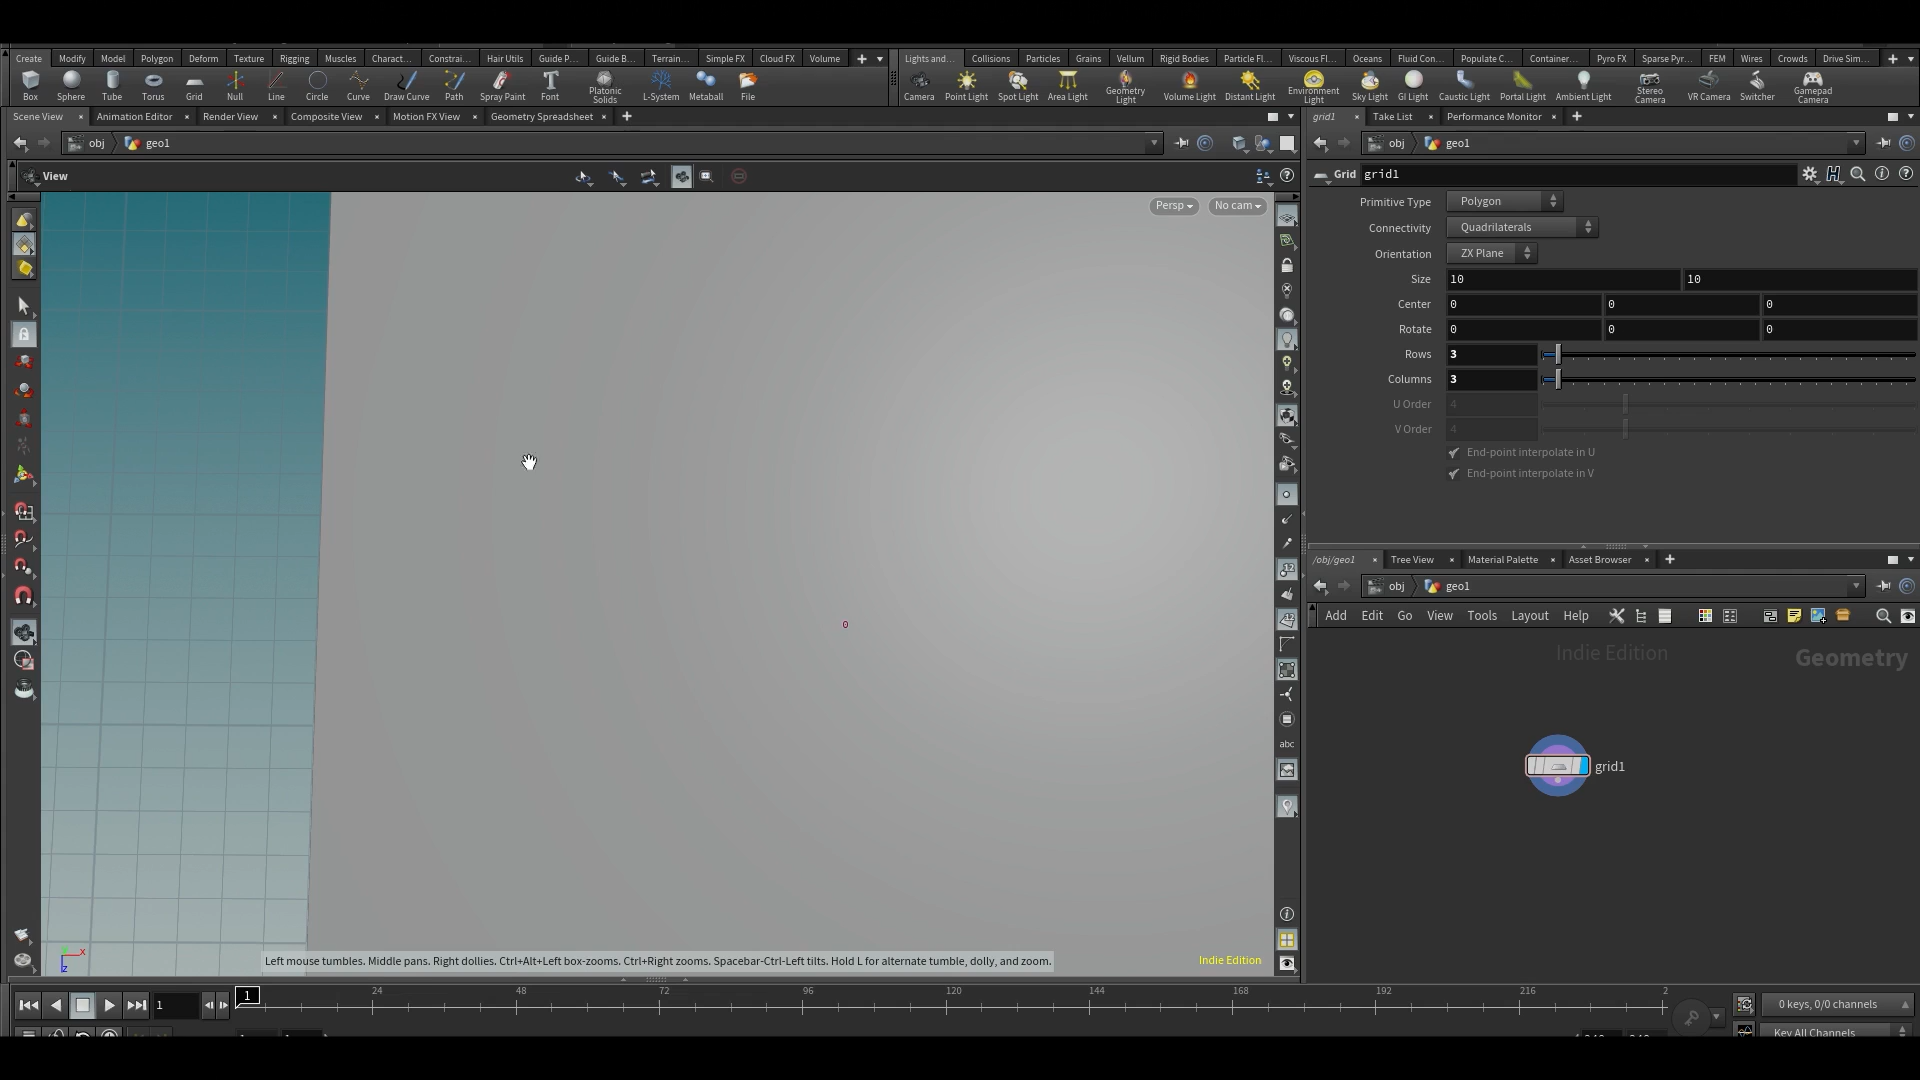 Create Modify Model Polygon Deform Texture Rigging Muscles Charact... Constrai... Hair Utils Guide P... Guide B... Terrain... Simple FX Cloud FX Volume
Lights and... Collisions Particles Grains Vellum Rigid Bodies Particle Fl... Viscous Fl... Oceans Fluid Con... Populate C... Container... Pyro FX Sparse Pyr... FEM Wires Crowds Drive Sim...
Box Sphere Tube Torus Grid Null Line Circle Curve Draw Curve Path Spray Paint Font Platonic Solids L-System Metaball File
Camera Point Light Spot Light Area Light Geometry Light Volume Light Distant Light Environment Light Sky Light GI Light Caustic Light Portal Light Ambient Light Stereo Camera VR Camera Switcher Gamepad Camera
Scene View Animation Editor Render View Composite View Motion FX View Geometry Spreadsheet
grid1 Take List Performance Monitor
obj geo1
obj geo1
View
Grid grid1
Persp No cam
Primitive Type Polygon
Connectivity Quadrilaterals
Orientation ZX Plane
Size 10 10
Center 0 0 0
Rotate 0 0 0
Rows 3
Columns 3
U Order 4
V Order 4
End-point interpolate in U
End-point interpolate in V
/obj/geo1 Tree View Material Palette Asset Browser
obj geo1
Add Edit Go View Tools Layout Help
Indie Edition Geometry
0
12
12
abc
grid1
x
z
Left mouse tumbles. Middle pans. Right dollies. Ctrl+Alt+Left box-zooms. Ctrl+Right zooms. Spacebar-Ctrl-Left tilts. Hold L for alternate tumble, dolly, and zoom.
Indie Edition
1 1 24 48 72 96 120 144 168 192 216 2
0 keys, 0/0 channels
Key All Channels